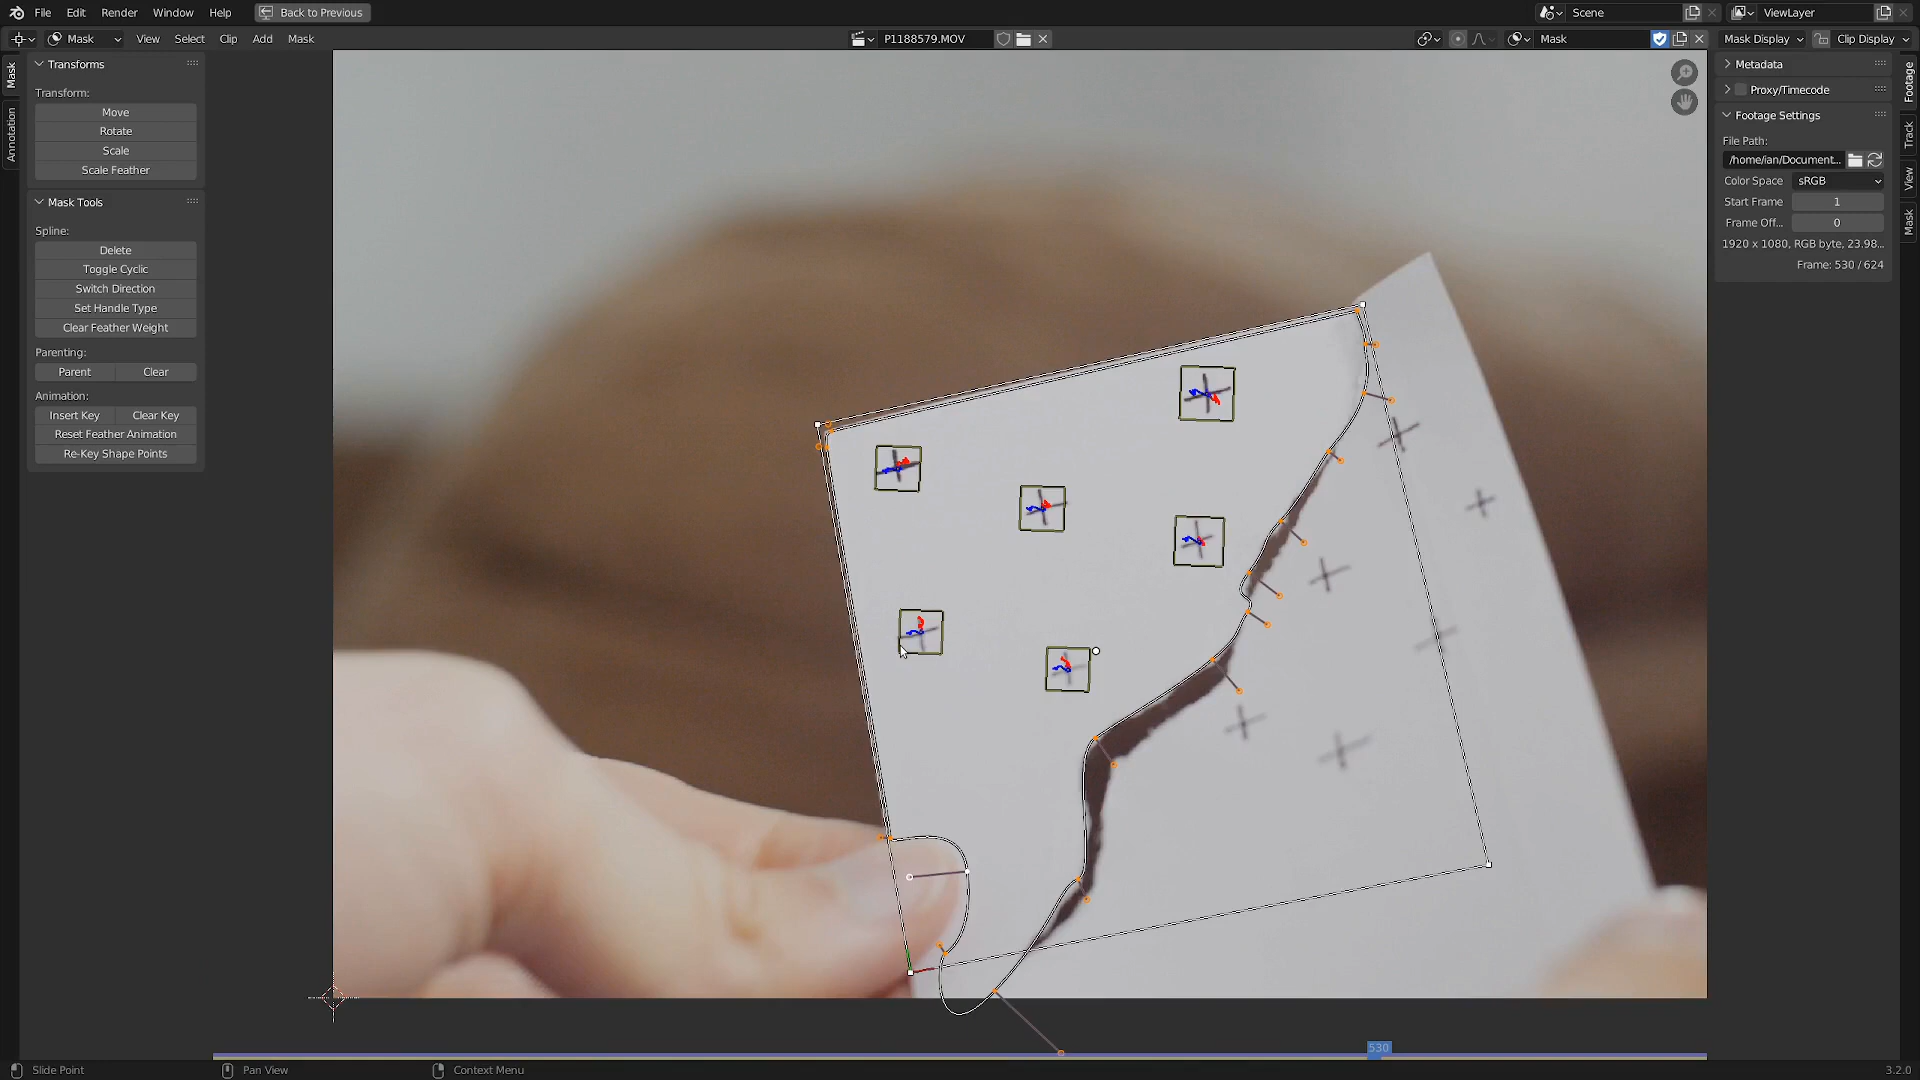 File Edit Render Window Help Back to Previous Scene ViewLayer
Mask View Select Clip Add Mask P1188579.MOV Mask Mask Display Clip Display
Mask
Annotation
Transforms
Transform:
Move
Rotate
Scale
Scale Feather
Mask Tools
Spline:
Delete
Toggle Cyclic
Switch Direction
Set Handle Type
Clear Feather Weight
Parenting:
Parent Clear
Animation:
Insert Key Clear Key
Reset Feather Animation
Re-Key Shape Points
Metadata
Proxy/Timecode
Footage Settings
File Path:
/home/ian/Document...
Color Space sRGB
Start Frame 1
Frame Off... 0
1920 x 1080, RGB byte, 23.98...
Frame: 530 / 624
Footage
Track
View
Mask
530
Slide Point Pan View Context Menu 3.2.0